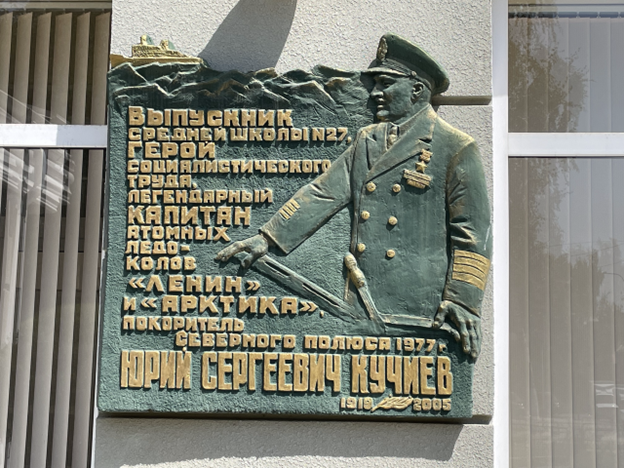 ВЫПУСКНИК
СРЕДНЕЙ ШКОЛЫ N27,
ГЕРОЙ
СОЦИАЛИСТИЧЕСКОГО
ТРУДА,
ЛЕГЕНДАРНЫЙ
КАПИТАН
АТОМНЫХ
ЛЕДО-
КОЛОВ
«ЛЕНИН»
И «АРКТИКА»,
ПОКОРИТЕЛЬ
СЕВЕРНОГО ПОЛЮСА 1977 г.
ЮРИЙ СЕРГЕЕВИЧ КУЧИЕВ
1919 2005